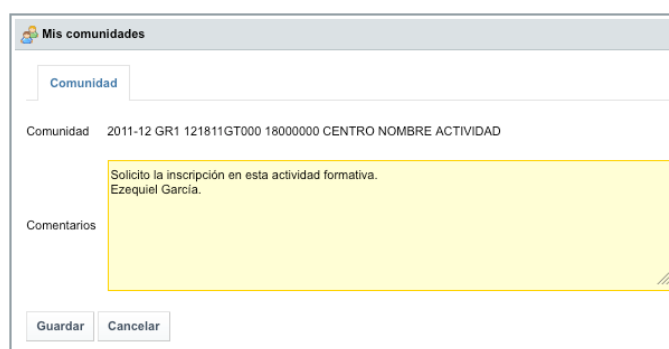 Mis comunidades
Comunidad
Comunidad 2011-12 GR1 121811GT000 18000000 CENTRO NOMBRE ACTIVIDAD
Solicito la inscripción en esta actividad formativa.
Ezequiel García.
Comentarios
Guardar Cancelar